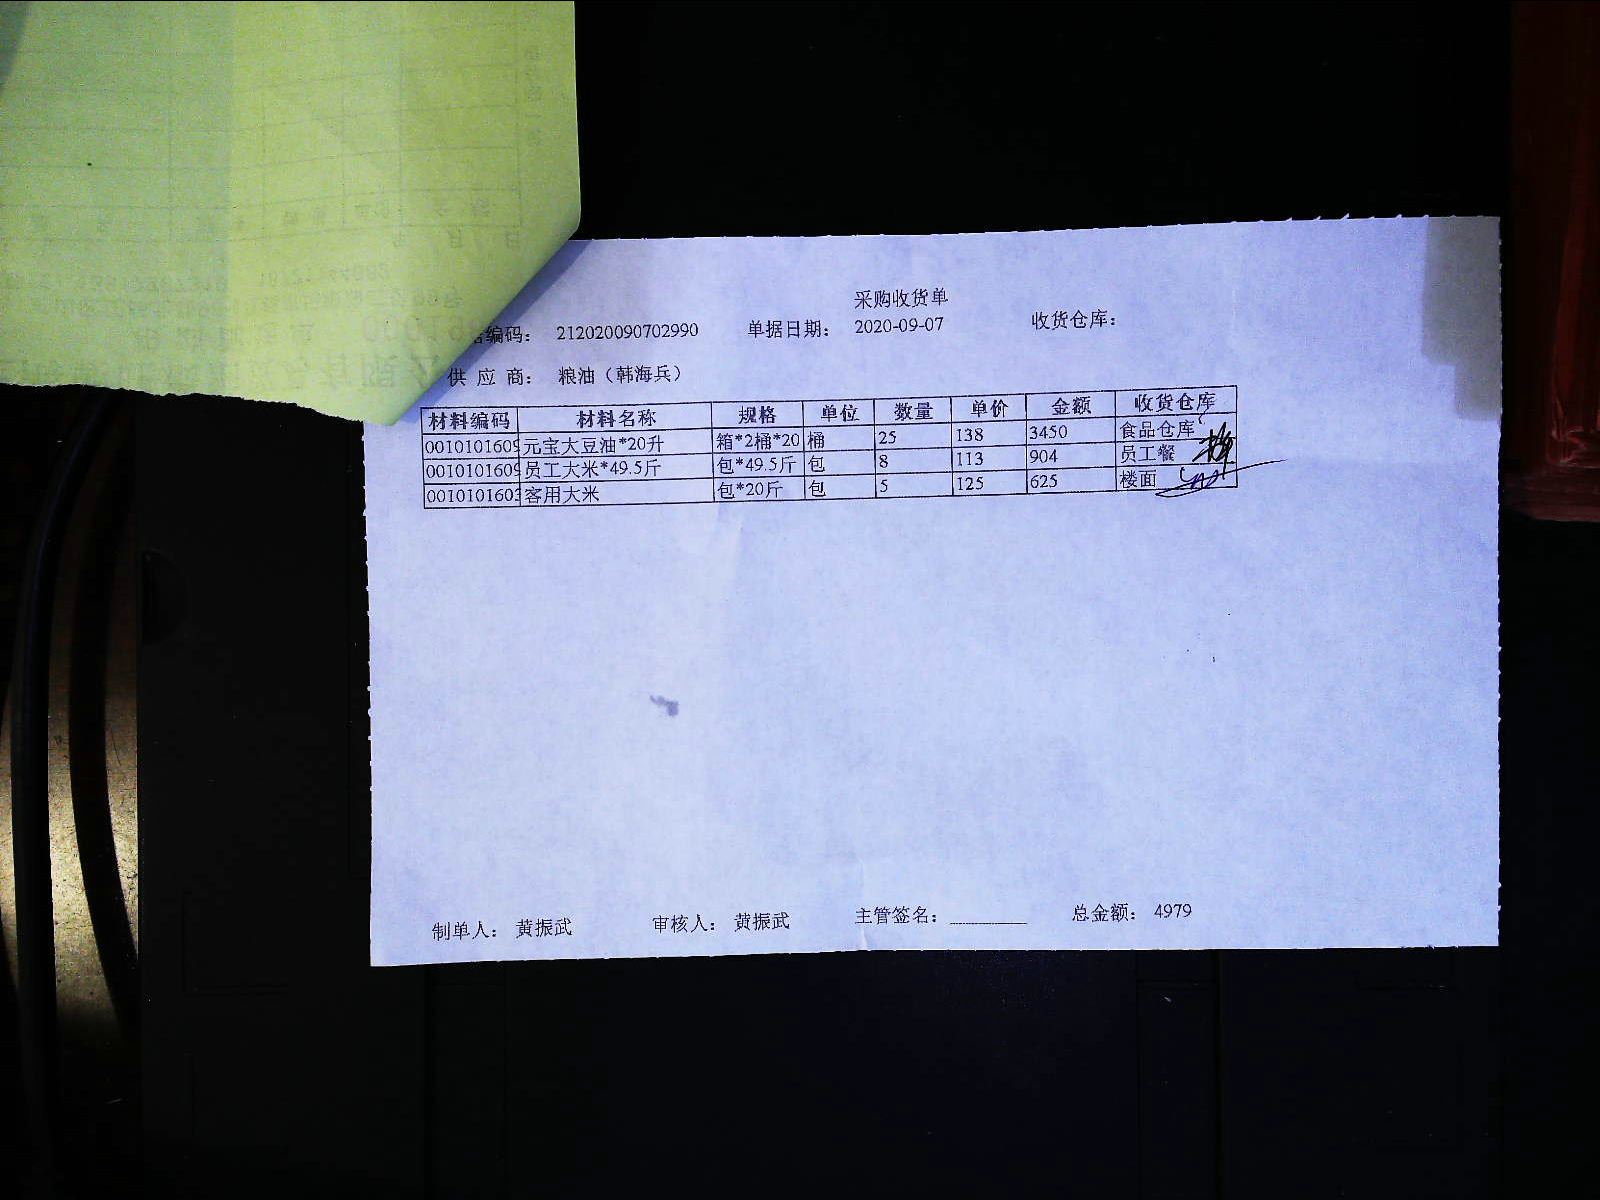 采购收货单
编码： 212020090702990 单据日期： 2020-09-07 收货仓库：
供 应 商： 粮油（韩海兵）
材料编码 材料名称 规格 单位 数量 单价 金额 收货仓库
001010160 元宝大豆油*20升 箱*2桶*20 桶 25 138 3450 食品仓库
001010160 员工大米*49.5斤 包*49.5斤 包 8 113 904 员工餐
001010160 客用大米 包*20斤 包 5 125 625 楼面
制单人： 黄振武 审核人： 黄振武 主管签名： 总金额： 4979